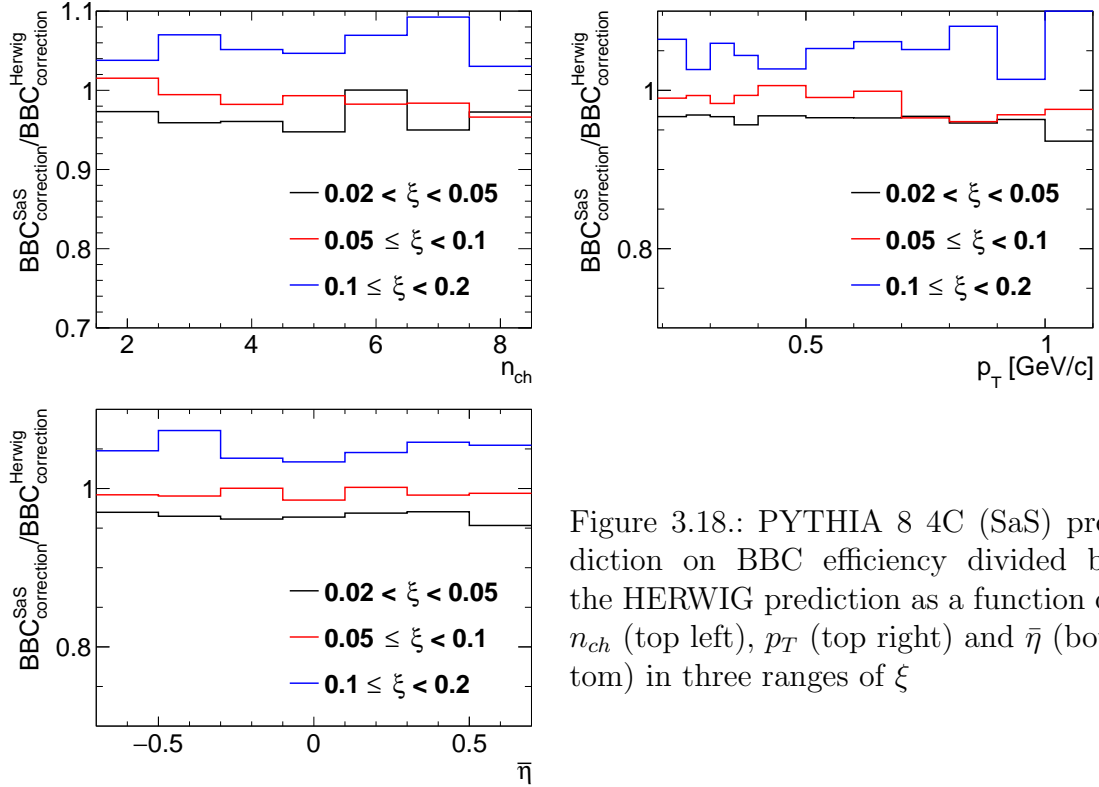 BBC^SaS_correction/BBC^Herwig_correction
1.1
1
0.9
0.8
0.7
0.02 < ξ < 0.05
0.05 ≤ ξ < 0.1
0.1 ≤ ξ < 0.2
2 4 6 8
n_ch
BBC^SaS_correction/BBC^Herwig_correction
1
0.8
0.02 < ξ < 0.05
0.05 ≤ ξ < 0.1
0.1 ≤ ξ < 0.2
0.5 1
p_T [GeV/c]
BBC^SaS_correction/BBC^Herwig_correction
1
0.8
0.02 < ξ < 0.05
0.05 ≤ ξ < 0.1
0.1 ≤ ξ < 0.2
−0.5 0 0.5
η̄
Figure 3.18.: PYTHIA 8 4C (SaS) pre
diction on BBC efficiency divided b
the HERWIG prediction as a function o
n_ch (top left), p_T (top right) and η̄ (bot
tom) in three ranges of ξ